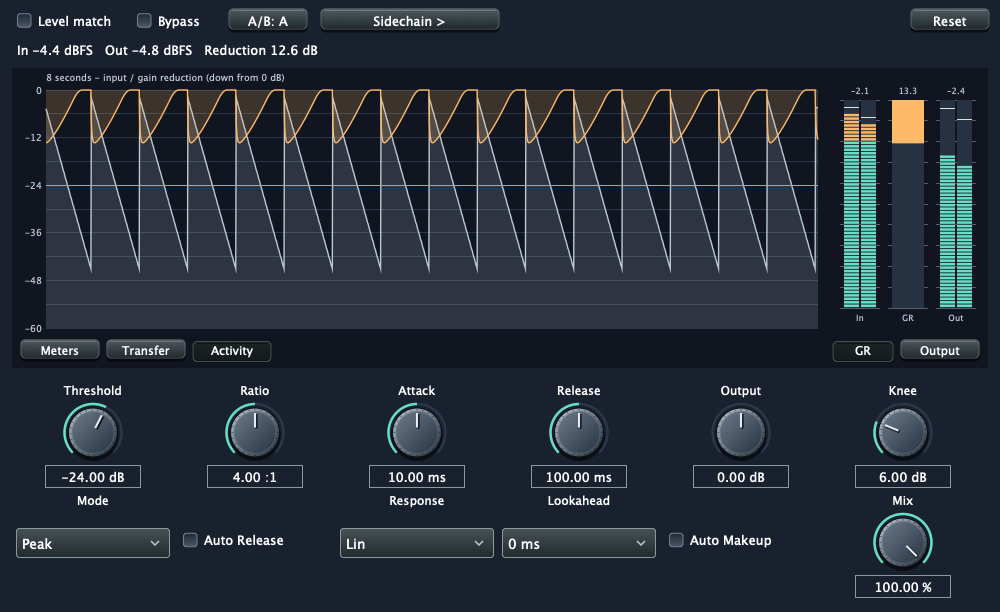 Level match Bypass A/B: A Sidechain > Reset
In −4.4 dBFS Out −4.8 dBFS Reduction 12.6 dB
8 seconds – input / gain reduction (down from 0 dB)
−2.1 13.3 −2.4
0
−12
−24
−36
−48
−60
In GR Out
Meters Transfer Activity GR Output
Threshold Ratio Attack Release Output Knee
−24.00 dB 4.00 :1 10.00 ms 100.00 ms 0.00 dB 6.00 dB
Mode Response Lookahead Mix
Peak Auto Release Lin 0 ms Auto Makeup
100.00 %